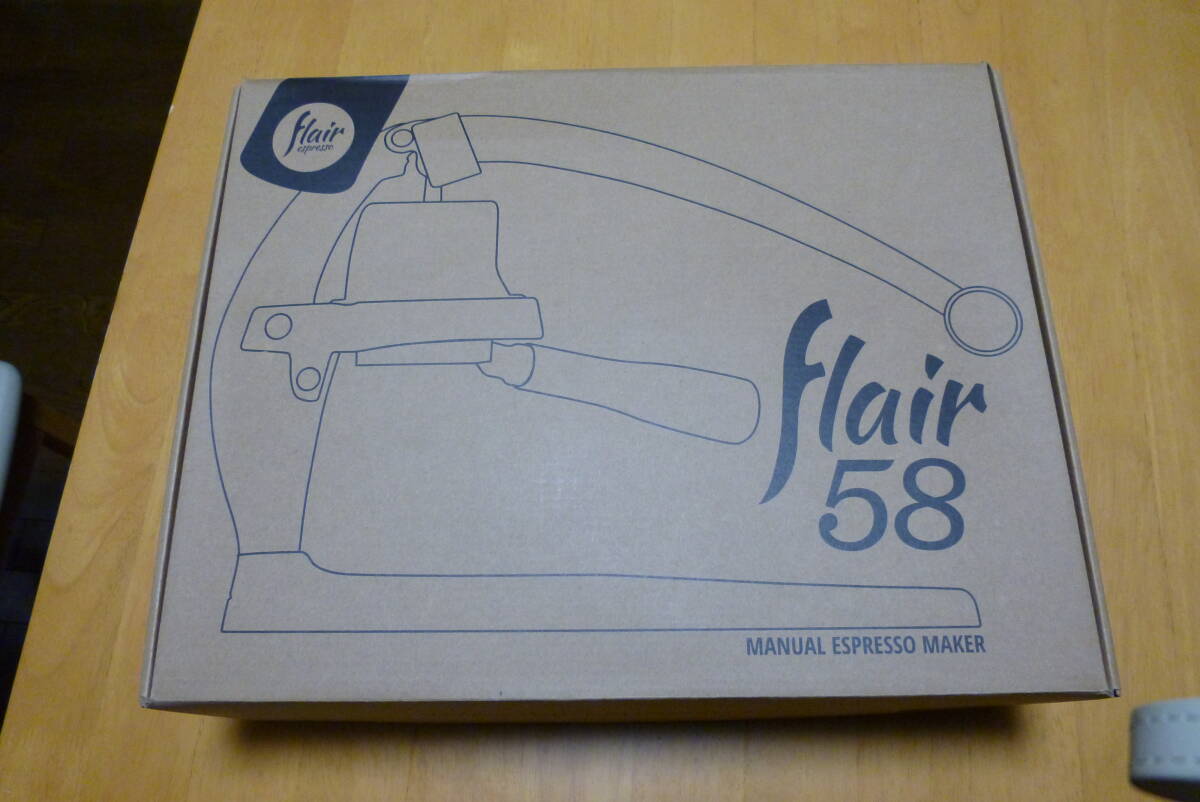 flair
espresso
flair
58
MANUAL ESPRESSO MAKER